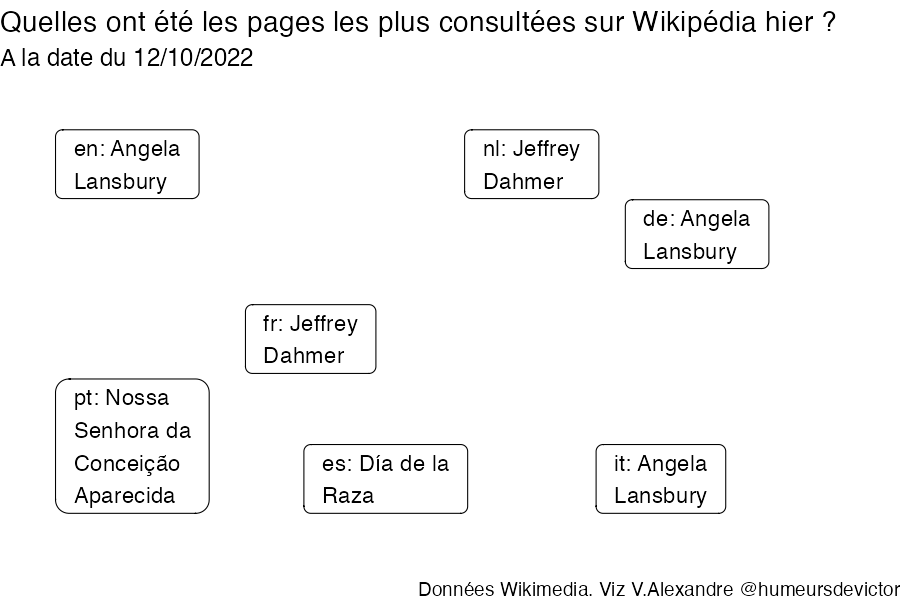 Quelles ont été les pages les plus consultées sur Wikipédia hier ?
A la date du 12/10/2022
en: Angela
Lansbury
nl: Jeffrey
Dahmer
de: Angela
Lansbury
fr: Jeffrey
Dahmer
pt: Nossa
Senhora da
Conceição
Aparecida
es: Día de la
Raza
it: Angela
Lansbury
Données Wikimedia. Viz V.Alexandre @humeursdevictor